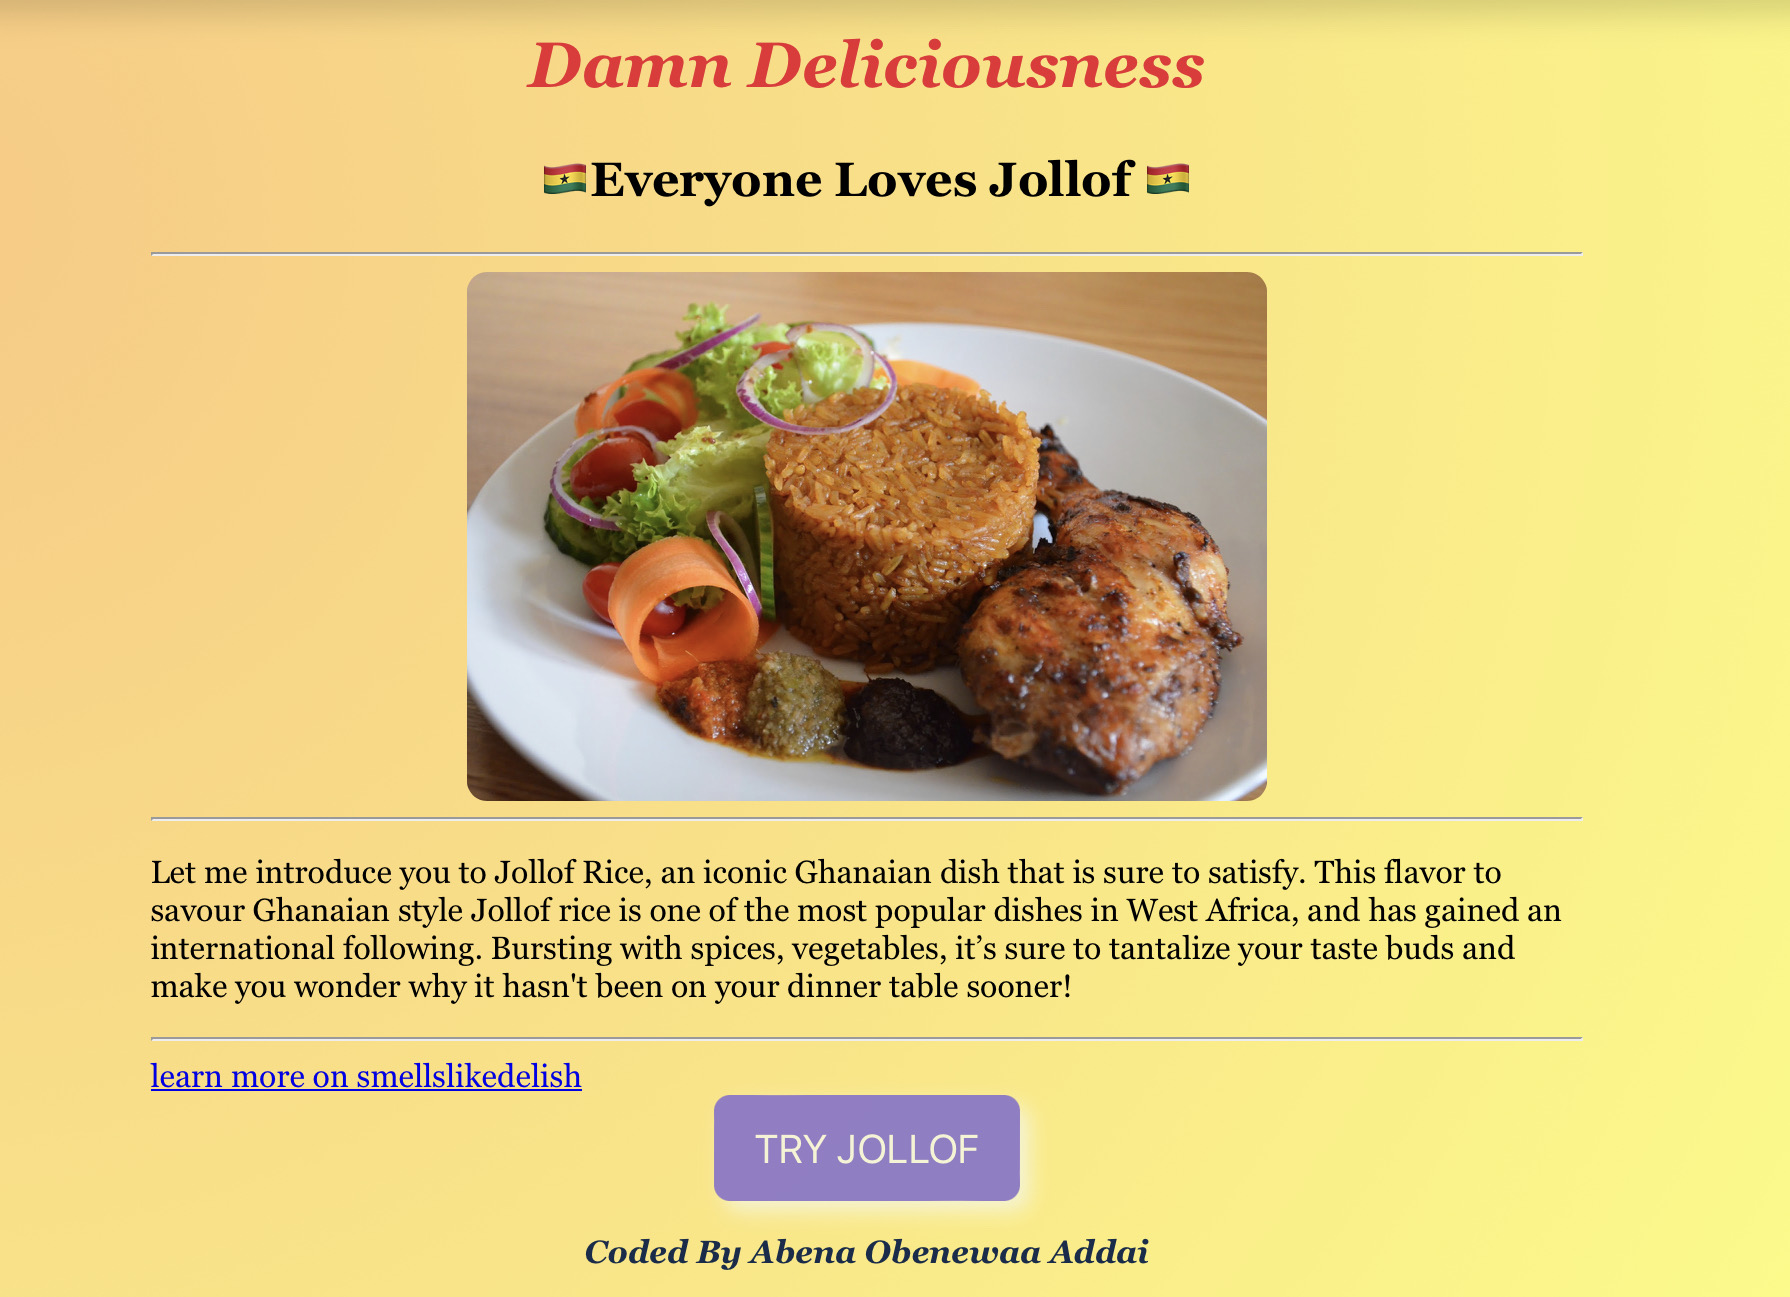 Damn Deliciousness
🇬🇭Everyone Loves Jollof 🇬🇭
Let me introduce you to Jollof Rice, an iconic Ghanaian dish that is sure to satisfy. This flavor to
savour Ghanaian style Jollof rice is one of the most popular dishes in West Africa, and has gained an
international following. Bursting with spices, vegetables, it’s sure to tantalize your taste buds and
make you wonder why it hasn't been on your dinner table sooner!
learn more on smellslikedelish
TRY JOLLOF
Coded By Abena Obenewaa Addai